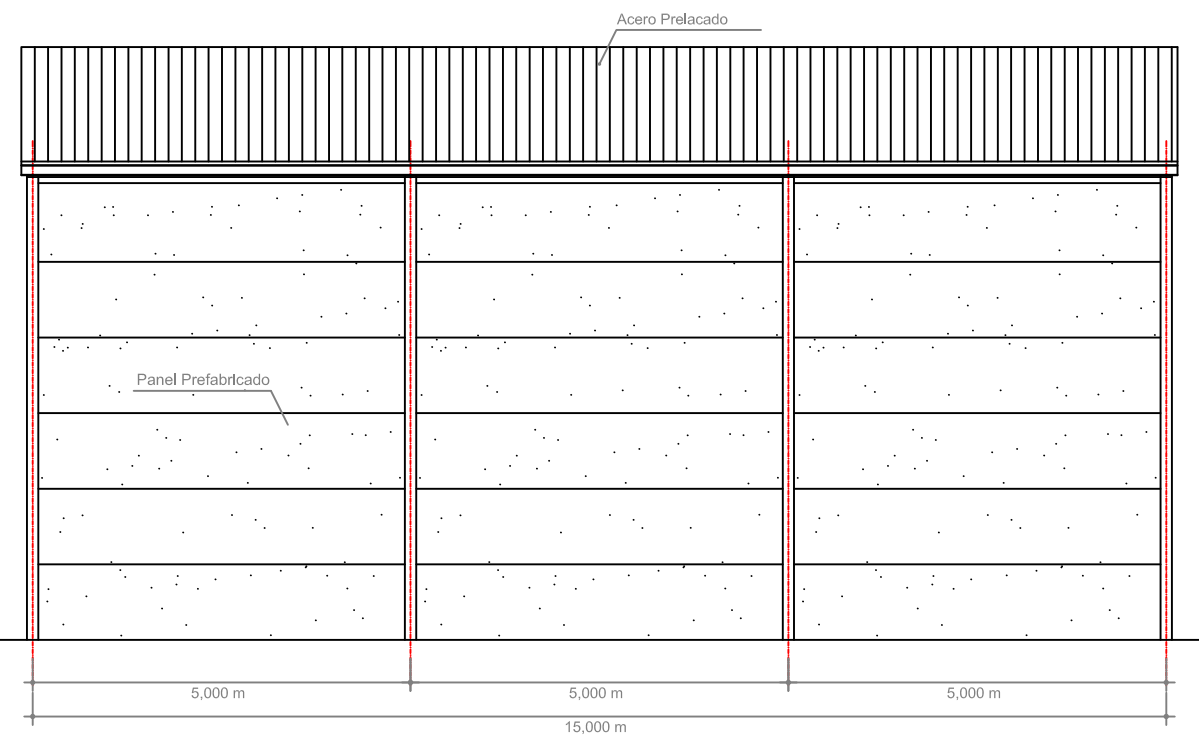 Acero Prelacado
Panel Prefabricado
5,000 m
5,000 m
5,000 m
15,000 m